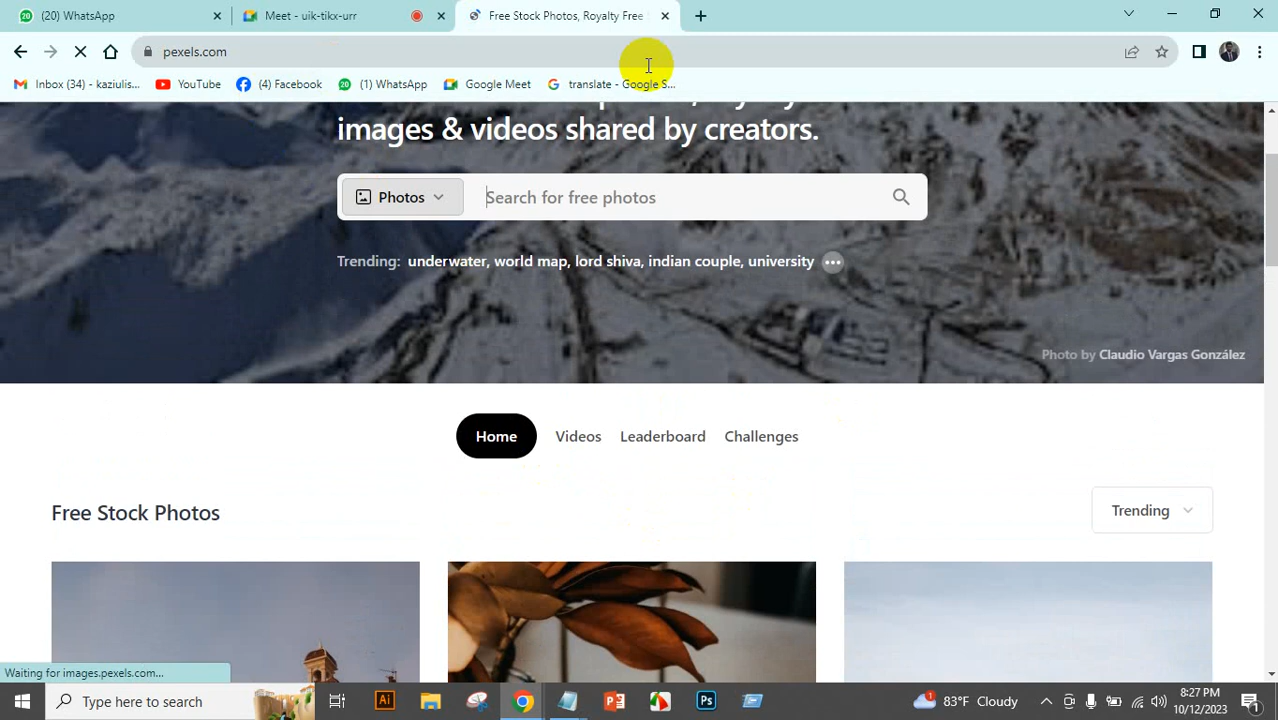 (20) WhatsApp
Meet - uik-tikx-urr
Free Stock Photos, Royalty Free
pexels.com
Inbox (34) - kaziulis...
YouTube
(4) Facebook
(1) WhatsApp
Google Meet
translate - Google S...
images & videos shared by creators.
Photos
Search for free photos
Trending: underwater, world map, lord shiva, indian couple, university
Photo by Claudio Vargas González
Home
Videos
Leaderboard
Challenges
Free Stock Photos
Trending
Waiting for images.pexels.com...
Type here to search
83°F Cloudy
8:27 PM
10/12/2023